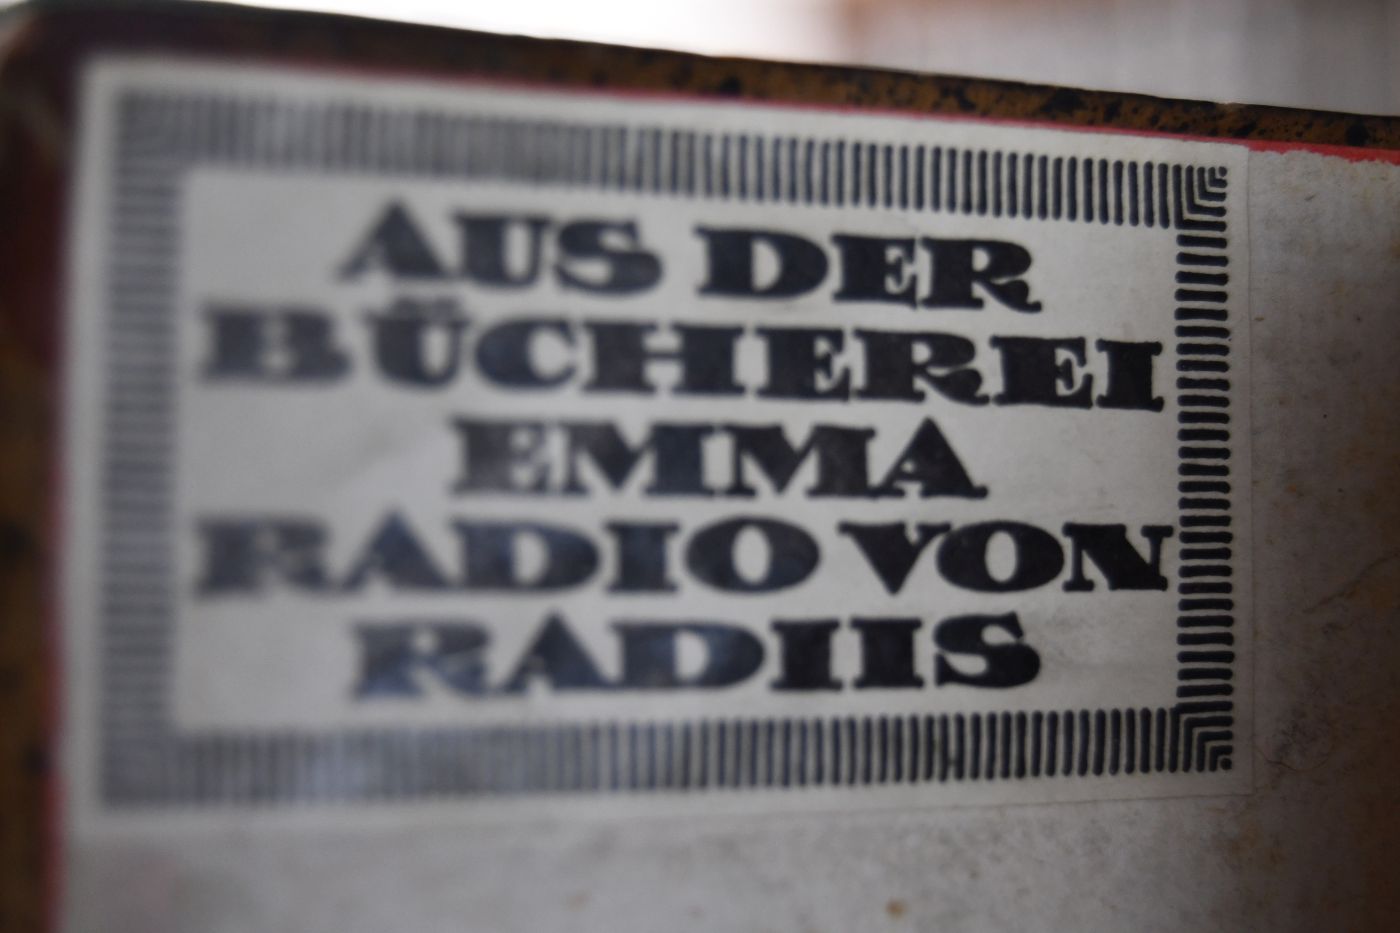 AUS DER
BÜCHEREI
EMMA
RADIO VON
RADIIS